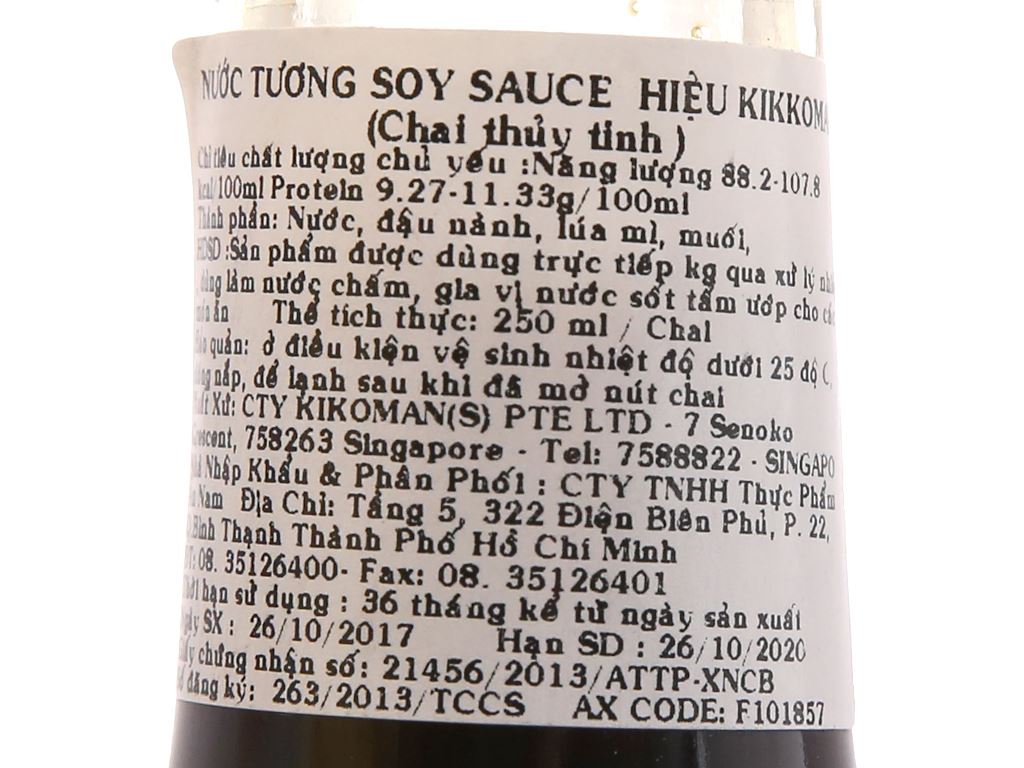 NƯỚC TƯƠNG SOY SAUCE HIỆU KIKKOMA
(Chai thủy tinh )
Chỉ tiêu chất lượng chủ yếu :Năng lượng 88.2-107.8
kcal/100ml Protein 9.27-11.33g/100ml
Thành phần: Nước, đậu nành, lúa mì, muối,
HDSD :Sản phẩm được dùng trực tiếp kg qua xử lý
dùng làm nước chấm, gia vị nước sốt tẩm ướp cho
món ăn Thể tích thực: 250 ml / Chai
quản: ở điều kiện vệ sinh nhiệt độ dưới 25 độ C,
nắp, để lạnh sau khi đã mở nút chai
Xứ: CTY KIKOMAN(S) PTE LTD - 7 Senoko
Crescent, 758263 Singapore - Tel: 7588822 - SINGAPO
Nhập Khẩu & Phân Phối : CTY TNHH Thực Phẩm
Nam Địa Chỉ: Tầng 5, 322 Điện Biên Phủ, P. 22,
Bình Thạnh Thành Phố Hồ Chí Minh
ĐT: 08. 35126400- Fax: 08. 35126401
hạn sử dụng : 36 tháng kể từ ngày sản xuất
SX : 26/10/2017 Hạn SD : 26/10/2020
chứng nhận số: 21456/2013/ATTP-XNCB
đăng ký: 263/2013/TCCS AX CODE: F101857